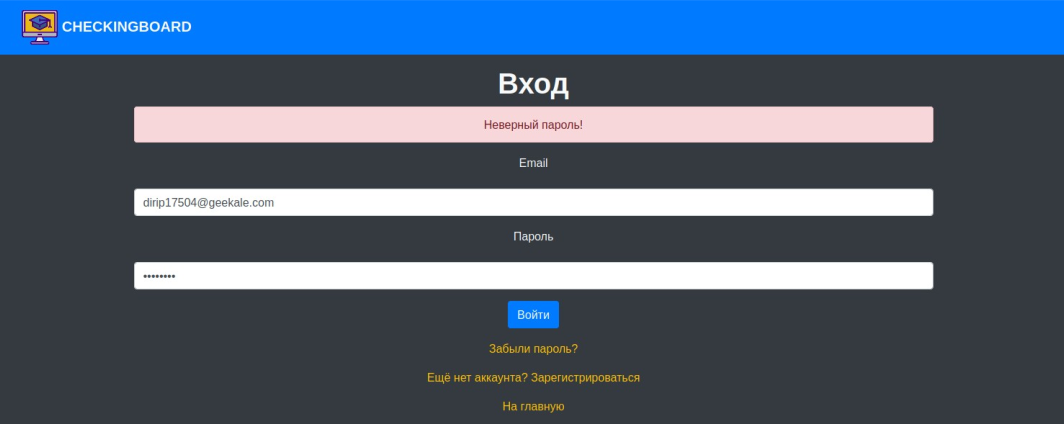 CHECKINGBOARD
Вход
Неверный пароль!
Email
dirip17504@geekale.com
Пароль
••••••••
Войти
Забыли пароль?
Ещё нет аккаунта? Зарегистрироваться
На главную